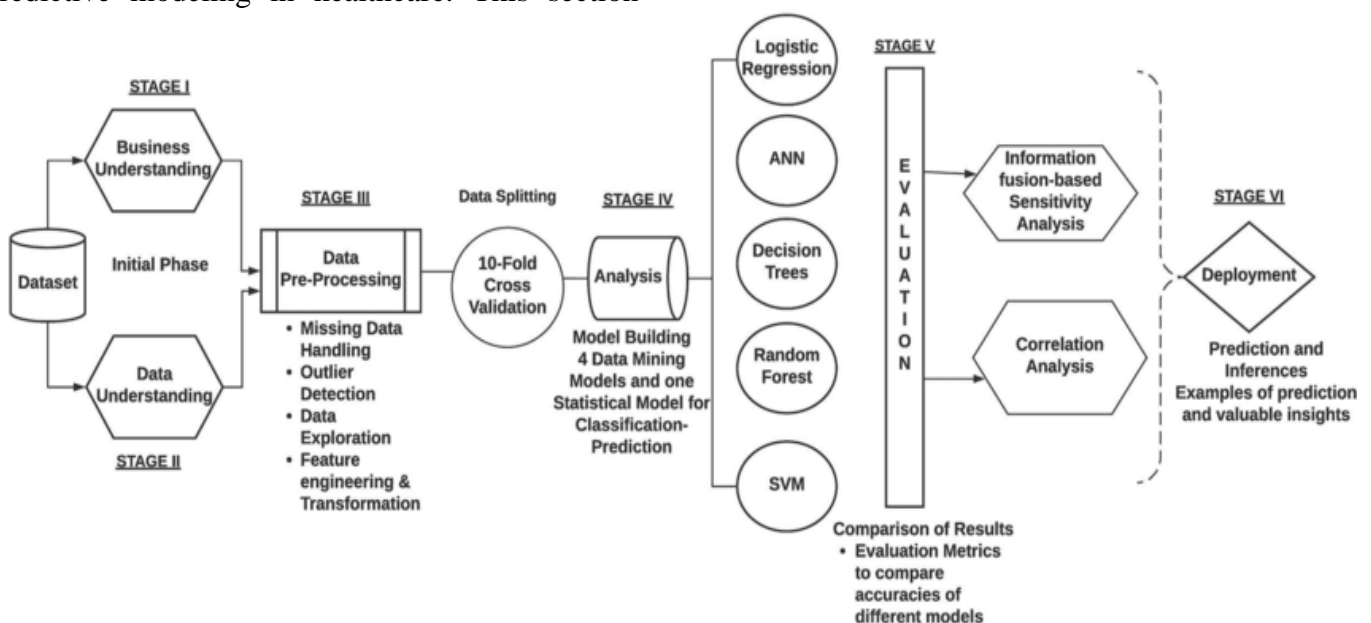 redictive modeling in healthcare. This section
STAGE I
Business
Understanding
Dataset
Initial Phase
Data
Understanding
STAGE II
STAGE III
Data
Pre-Processing
• Missing Data
Handling
• Outlier
Detection
• Data
Exploration
• Feature
engineering &
Transformation
Data Splitting
10-Fold
Cross
Validation
STAGE IV
Analysis
Model Building
4 Data Mining
Models and one
Statistical Model for
Classification-
Prediction
Logistic
Regression
ANN
Decision
Trees
Random
Forest
SVM
STAGE V
EVALUATION
Comparison of Results
• Evaluation Metrics
to compare
accuracies of
different models
Information
fusion-based
Sensitivity
Analysis
Correlation
Analysis
STAGE VI
Deployment
Prediction and
Inferences
Examples of prediction
and valuable insights